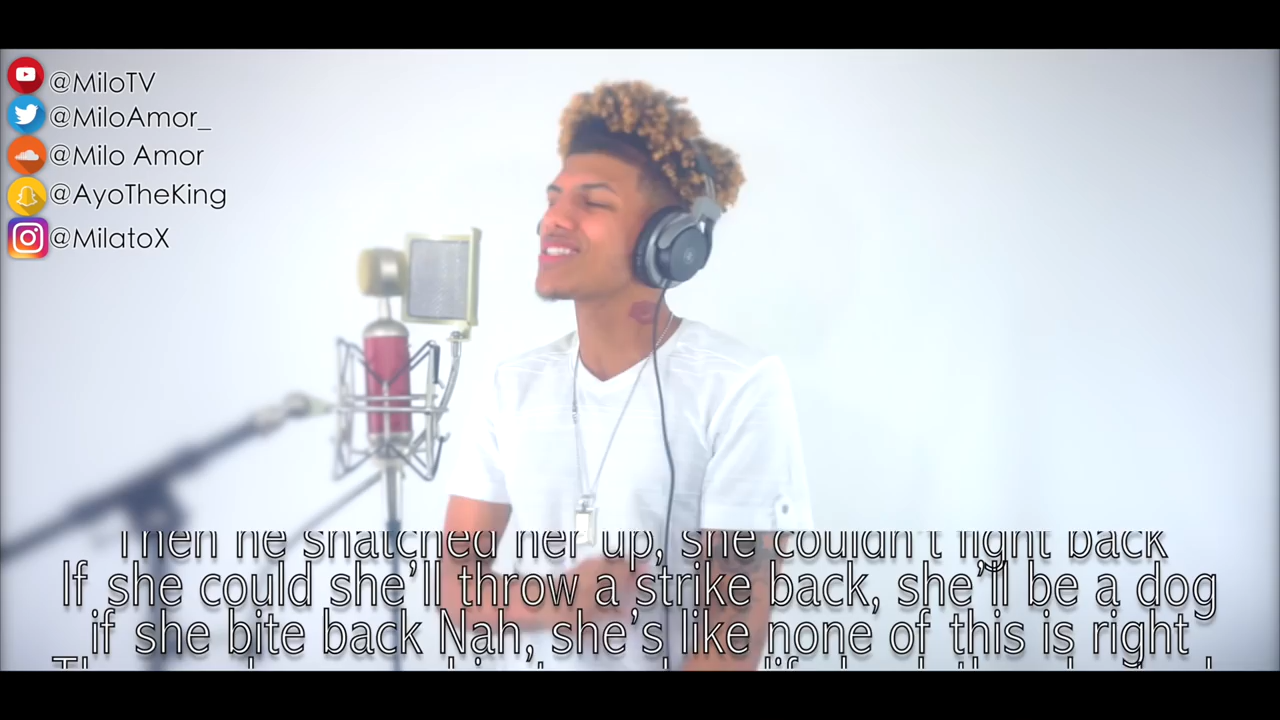 @MiloTV
@MiloAmor_
@Milo Amor
@AyoTheKing
@MilatoX
Then he snatched her up, she couldn't fight back
If she could she'll throw a strike back, she'll be a dog
if she bite back Nah, she's like none of this is right